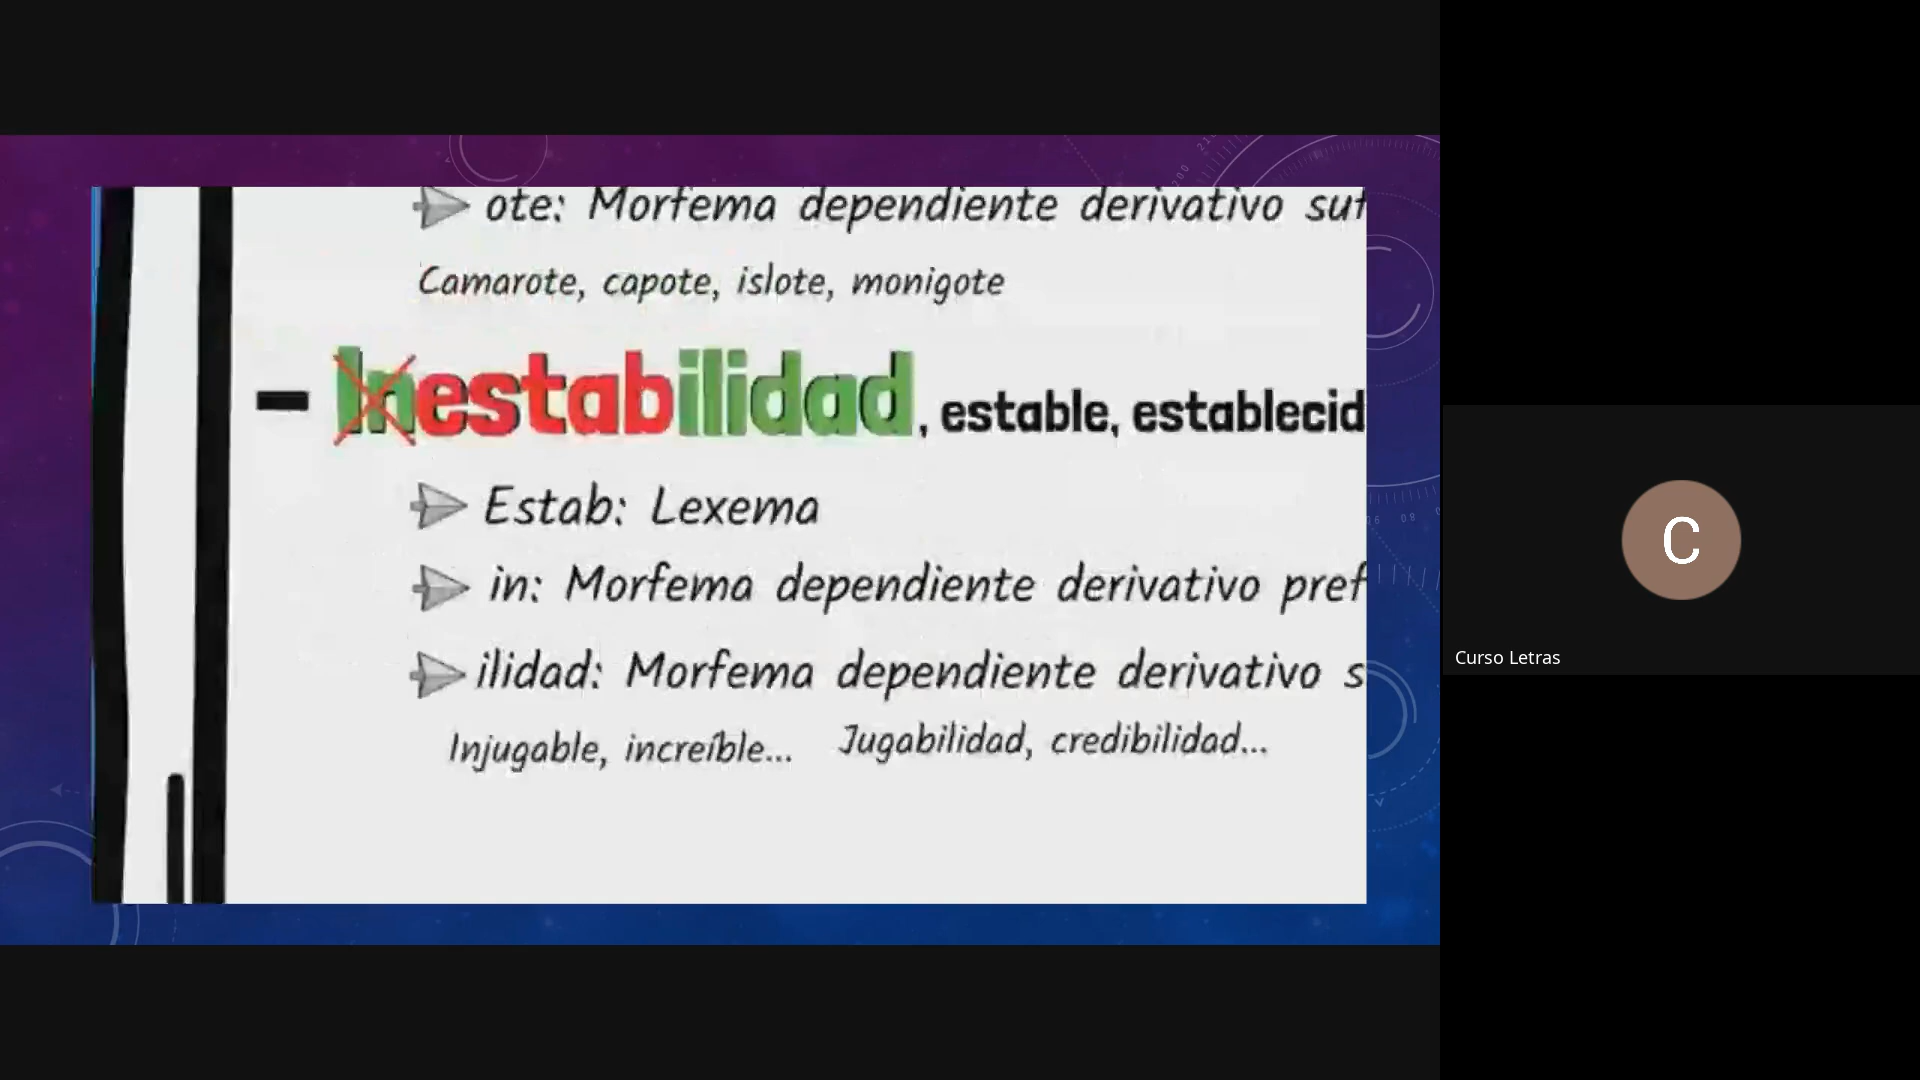 ote: Morfema dependiente derivativo suf
Camarote, capote, islote, monigote
- Inestabilidad, estable, establecid
Estab: Lexema
in: Morfema dependiente derivativo pref
ilidad: Morfema dependiente derivativo s
Injugable, increíble... Jugabilidad, credibilidad...
C
Curso Letras